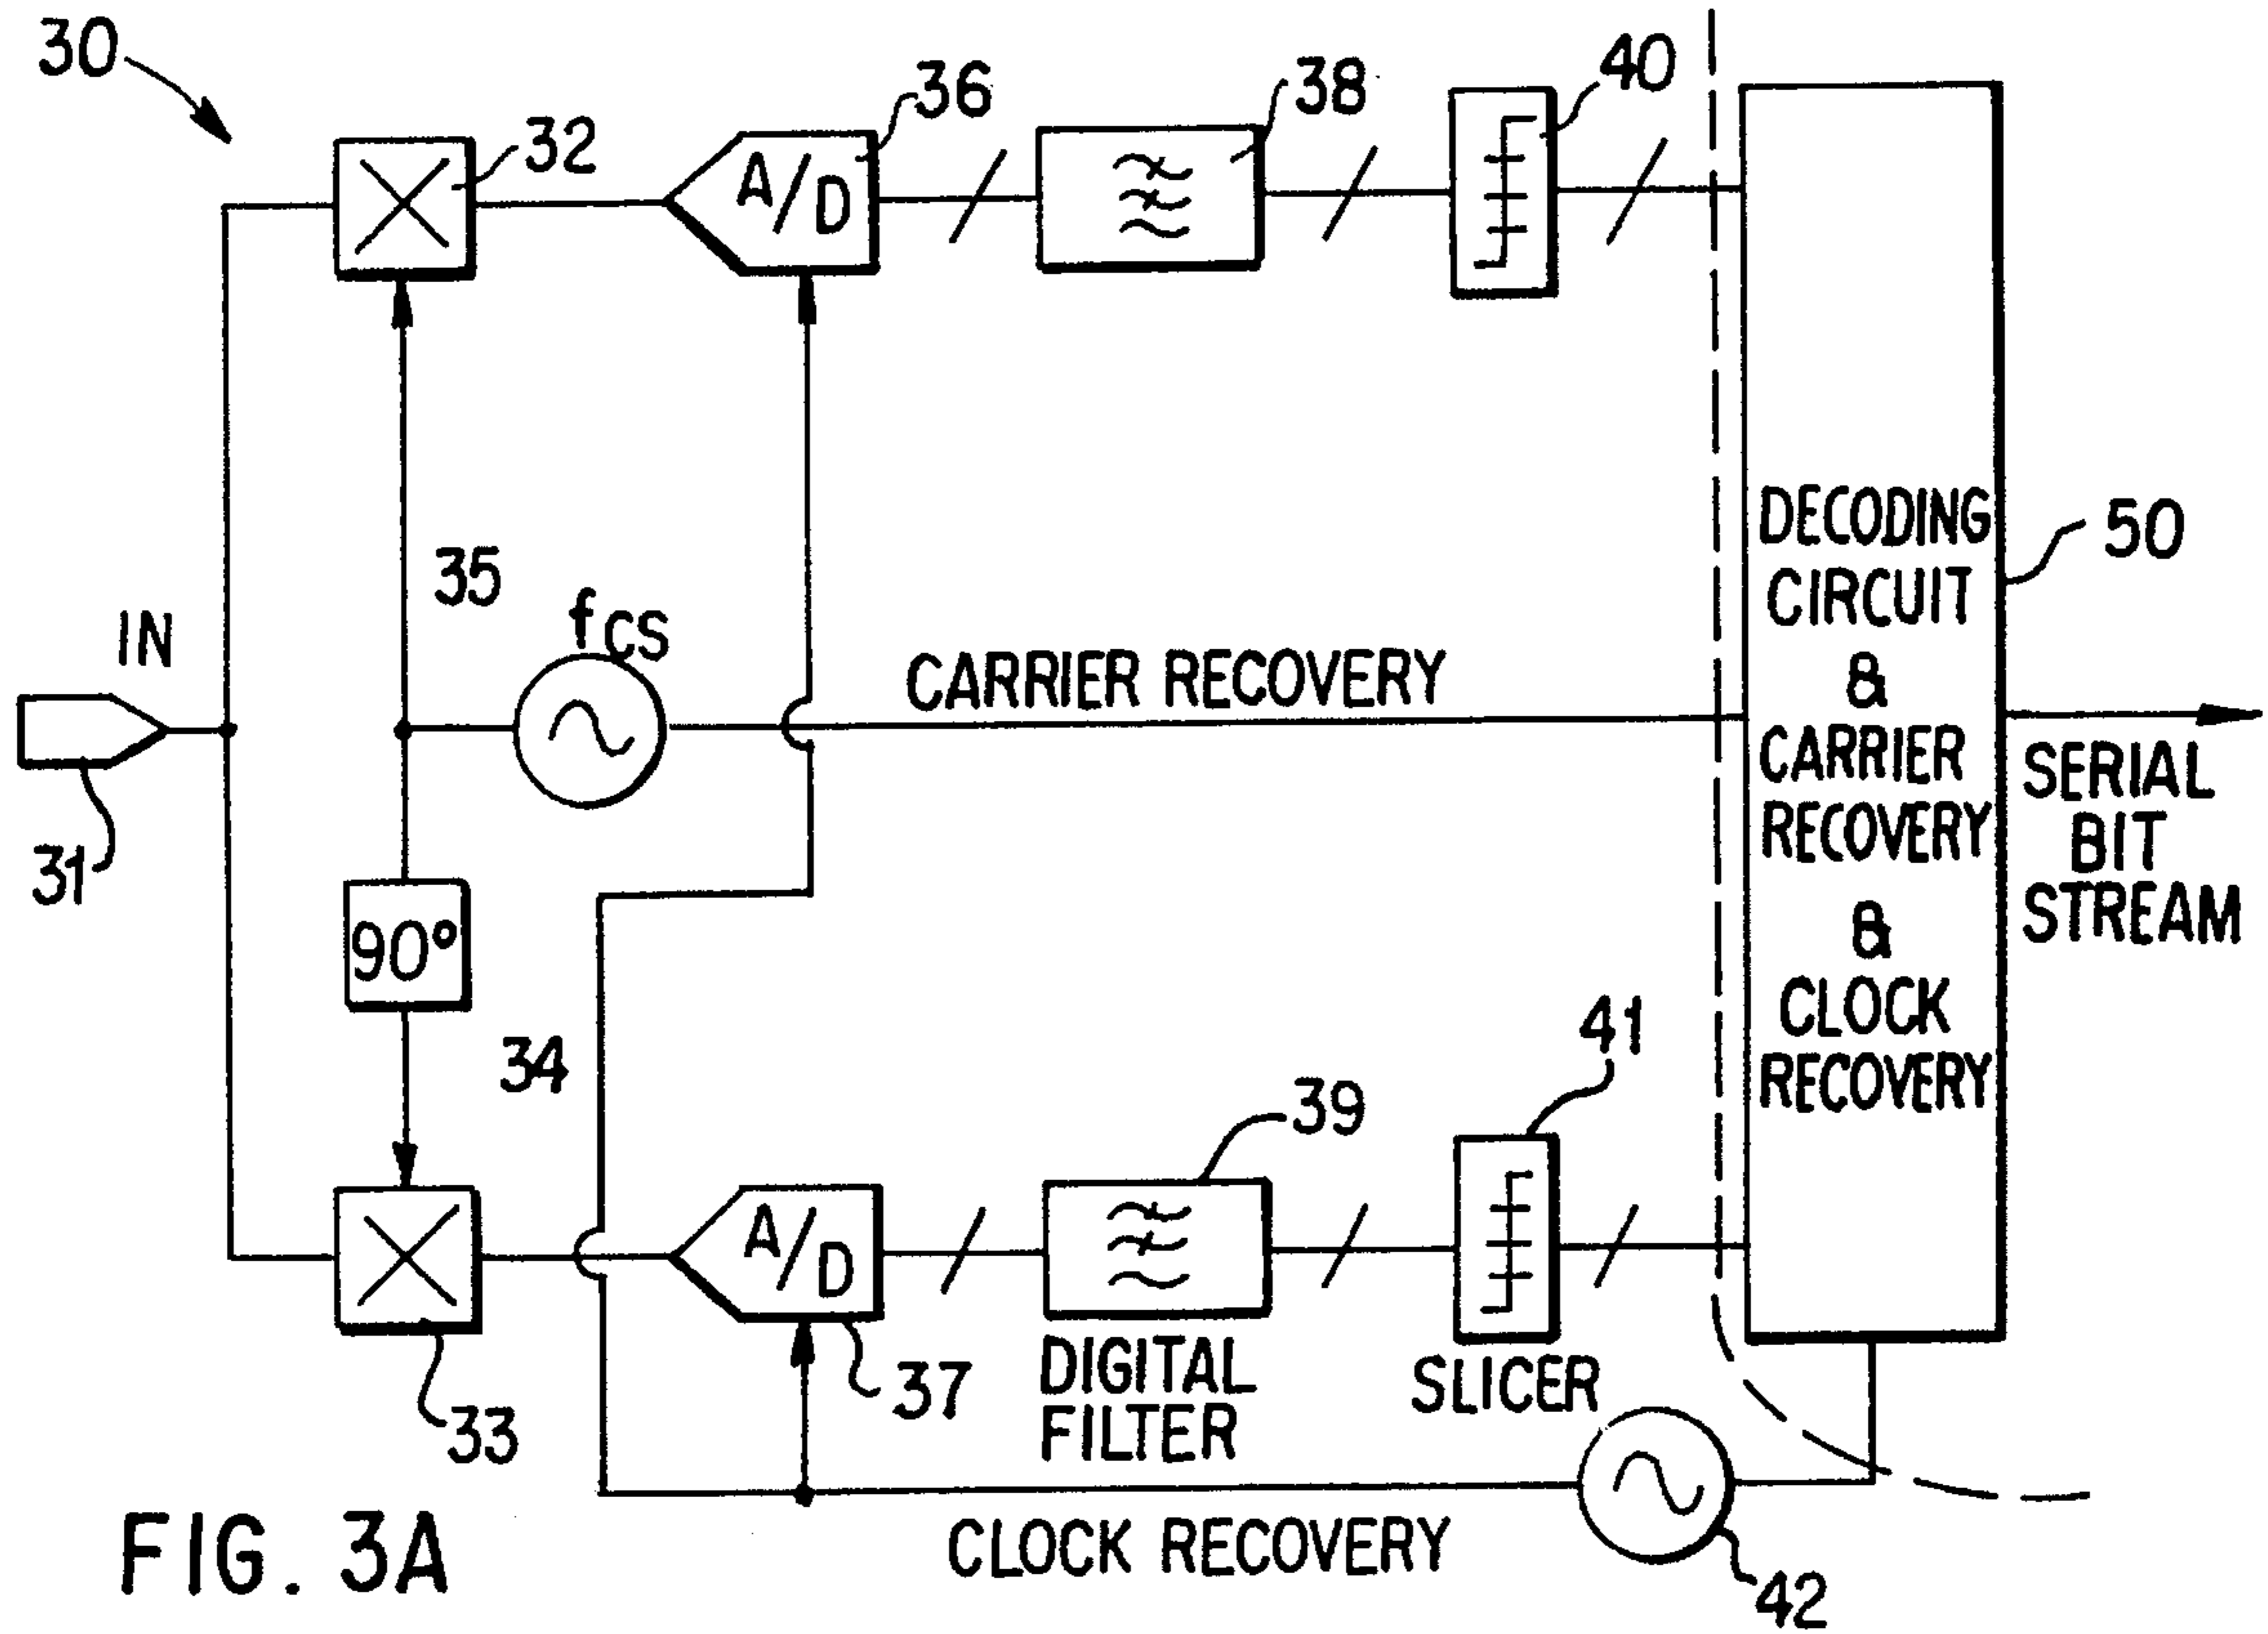 30
32
36
38
40
A/D
35
fCS
IN
CARRIER RECOVERY
31
90°
34
DECODING
CIRCUIT
&
CARRIER
RECOVERY
&
CLOCK
RECOVERY
50
SERIAL
BIT
STREAM
41
39
A/D
33
37
DIGITAL
FILTER
SLICER
CLOCK RECOVERY
42
FIG. 3A